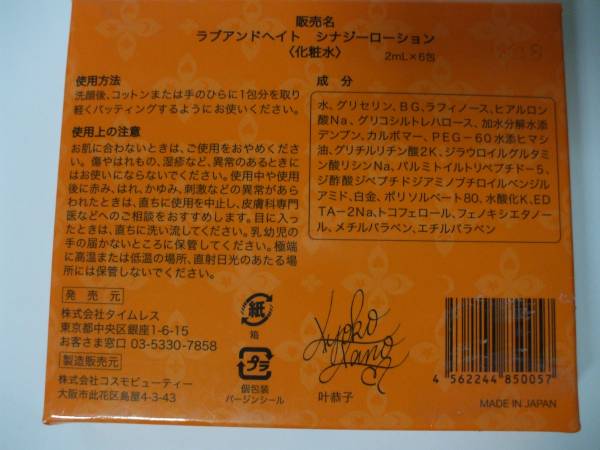 販売名
ラブアンドヘイト シナジーローション
〈化粧水〉
2mL×6包
使用方法
洗顔後、コットンまたは手のひらに1包分を取り
軽くパッティングするようにお使いください。
使用上の注意
お肌に合わないときは、ご使用をおやめくださ
い。傷やはれもの、湿疹など、異常のあるときに
はお使いにならないでください。使用中や使用
後に赤み、はれ、かゆみ、刺激などの異常があら
われたときは、直ちに使用を中止し、皮膚科専門
医などへのご相談をおすすめします。目に入っ
たときは、直ちに洗い流してください。乳幼児の
手の届かないところに保管してください。極端
に高温または低温の場所、直射日光のあたる場
所には保管しないでください。
成分
水、グリセリン、BG、ラフィノース、ヒアルロン
酸Na、グリコシルトレハロース、加水分解水添
デンプン、カルボマー、PEG-60水添ヒマシ
油、グリチルリチン酸2K、ジラウロイルグルタミ
ン酸リシンNa、パルミトイルトリペプチド-5、
ジ酢酸ジペプチドジアミノブチロイルベンジル
アミド、白金、ポリソルベート80、水酸化K、ED
TA-2Na、トコフェロール、フェノキシエタノー
ル、メチルパラベン、エチルパラベン
発売元
株式会社タイムレス
東京都中央区銀座1-6-15
お客さま窓口 03-5330-7858
製造販売元
株式会社コスモビューティー
大阪市此花区島屋4-3-43
紙
箱
プラ
個包装
バージンシール
Kyoko Kano
叶恭子
4 562244 850057
MADE IN JAPAN